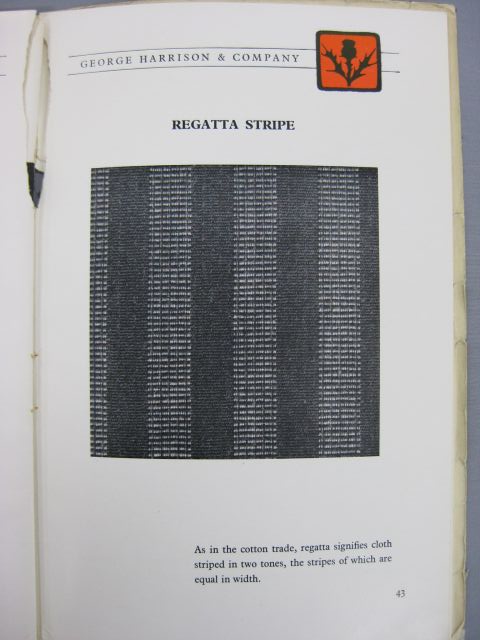 GEORGE HARRISON & COMPANY
REGATTA STRIPE
As in the cotton trade, regatta signifies cloth
striped in two tones, the stripes of which are
equal in width.
43